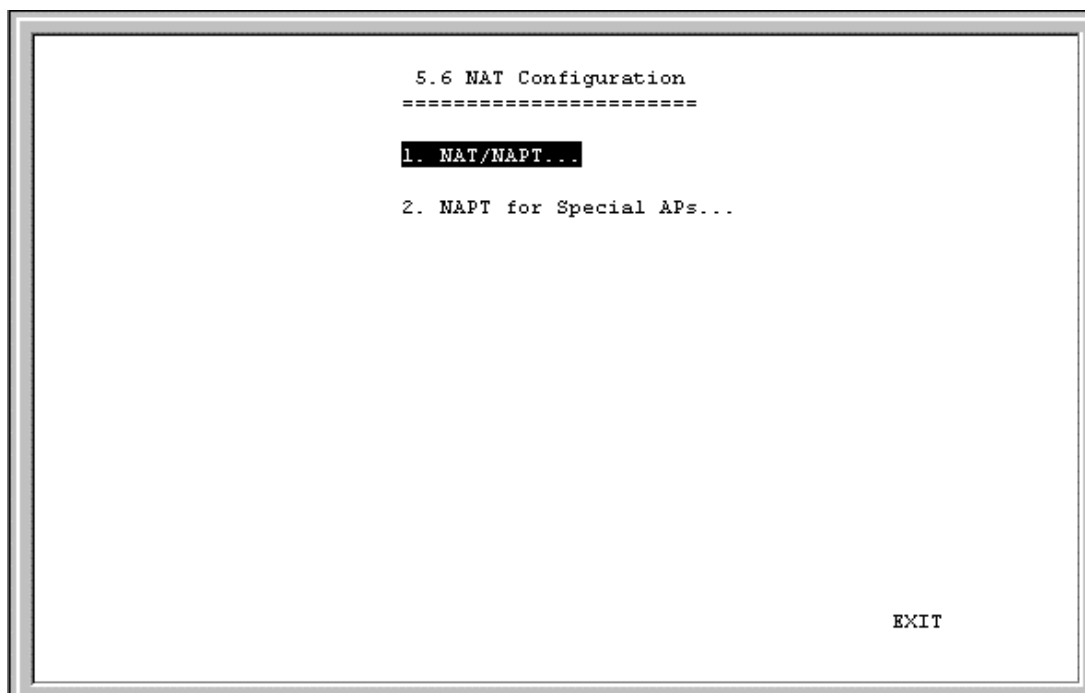 5.6 NAT Configuration
=======================
1. NAT/NAPT...
2. NAPT for Special APs...
EXIT